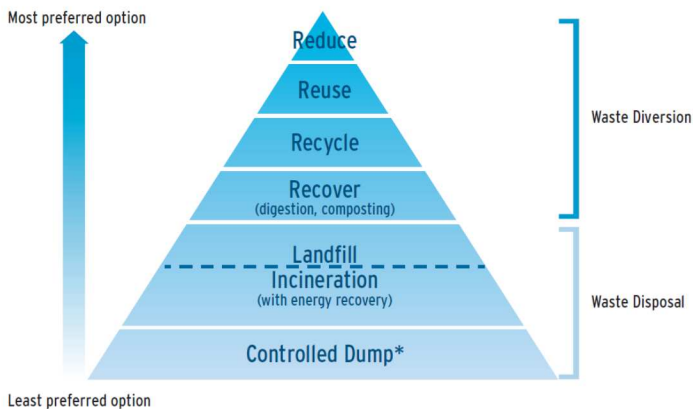 Most preferred option
Reduce
Reuse
Waste Diversion
Recycle
Recover
(digestion, composting)
Landfill
Incineration
(with energy recovery)
Waste Disposal
Controlled Dump*
Least preferred option